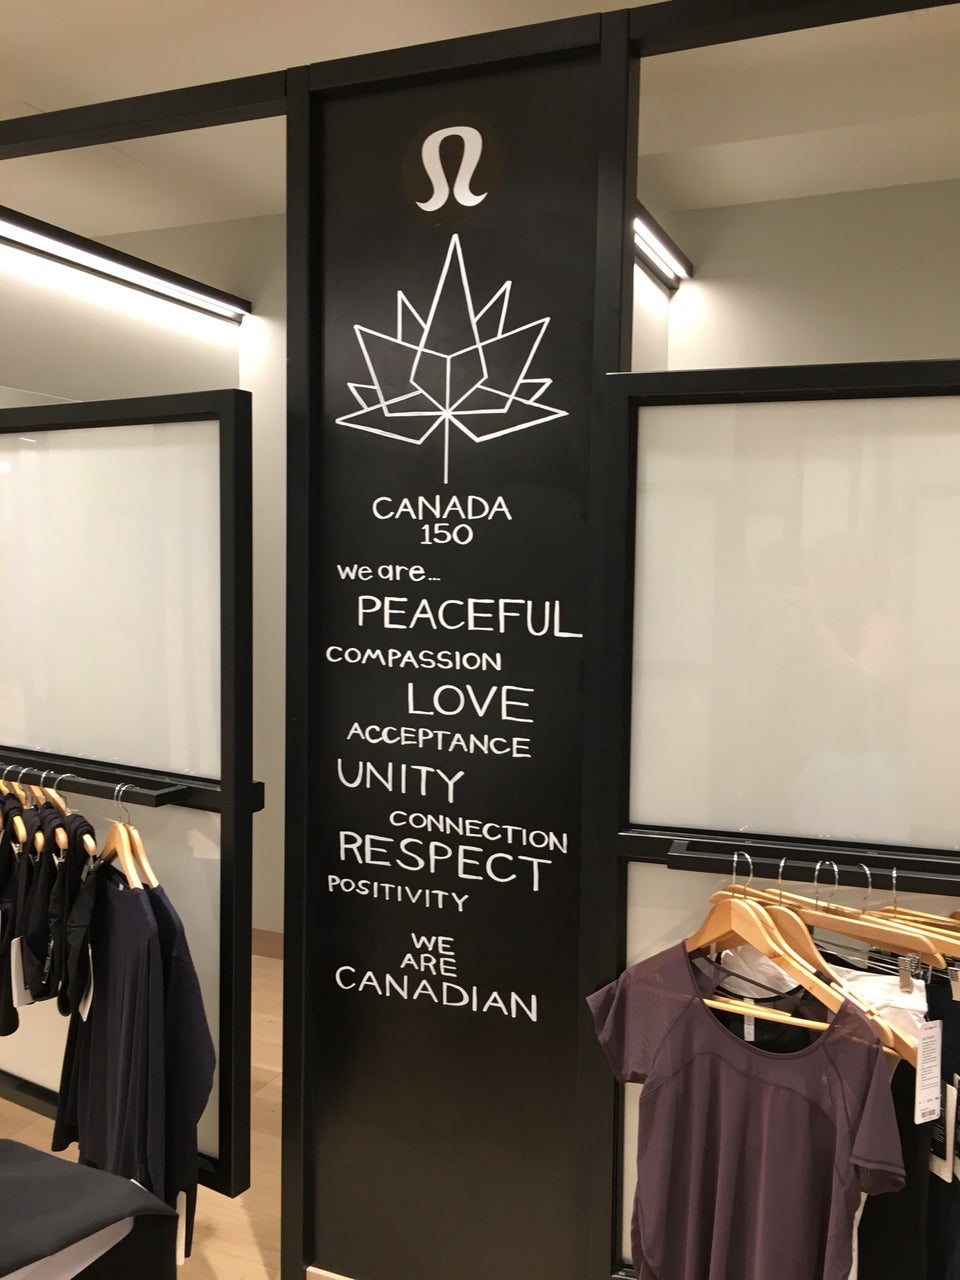 CANADA
150
we are...
PEACEFUL
COMPASSION
LOVE
ACCEPTANCE
UNITY
CONNECTION
RESPECT
POSITIVITY
WE
ARE
CANADIAN